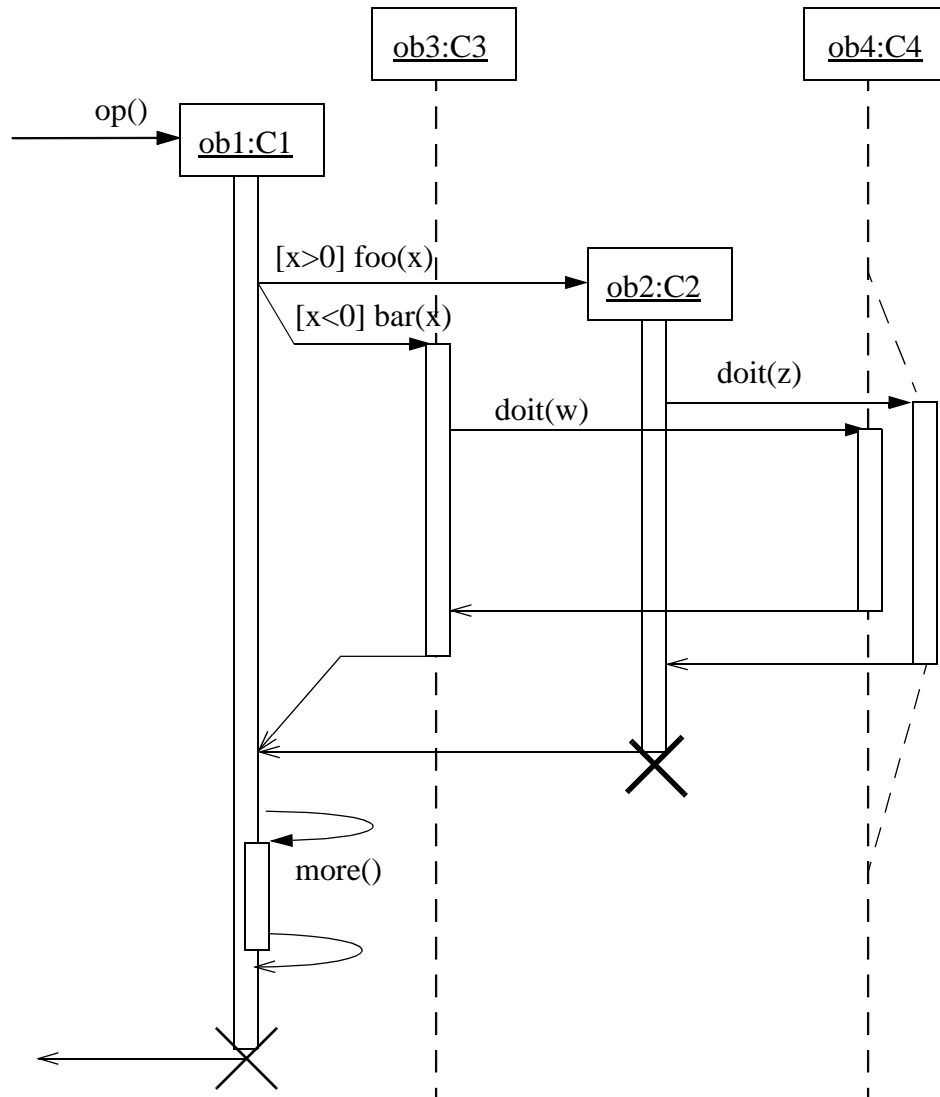 ob3:C3
ob4:C4
op()
ob1:C1
[x>0] foo(x)
ob2:C2
[x<0] bar(x)
doit(z)
doit(w)
more()